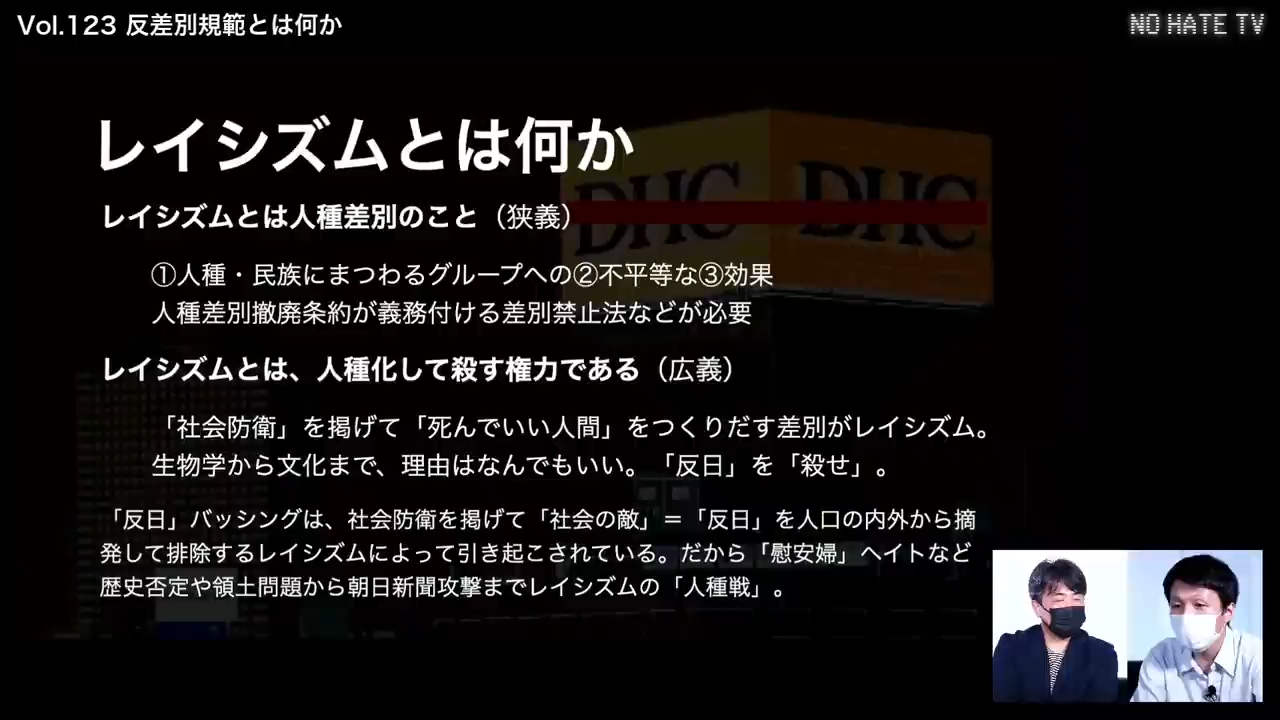 Vol.123 反差別規範とは何か
NO HATE TV
レイシズムとは何か
DHC DHC
レイシズムとは人種差別のこと（狭義）
①人種・民族にまつわるグループへの②不平等な③効果
人種差別撤廃条約が義務付ける差別禁止法などが必要
レイシズムとは、人種化して殺す権力である（広義）
「社会防衛」を掲げて「死んでいい人間」をつくりだす差別がレイシズム。
生物学から文化まで、理由はなんでもいい。「反日」を「殺せ」。
「反日」バッシングは、社会防衛を掲げて「社会の敵」＝「反日」を人口の内外から摘
発して排除するレイシズムによって引き起こされている。だから「慰安婦」ヘイトなど
歴史否定や領土問題から朝日新聞攻撃までレイシズムの「人種戦」。